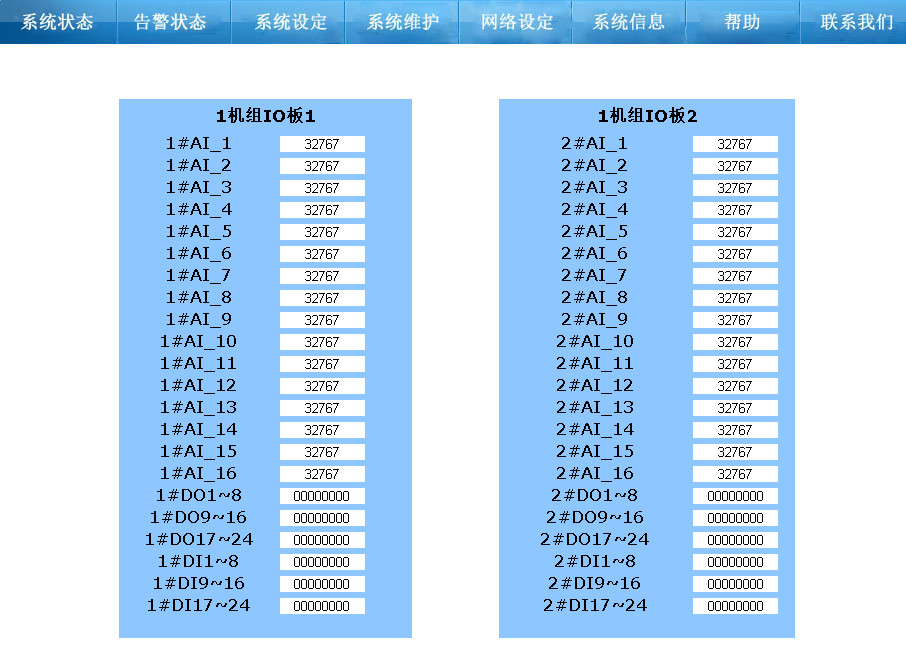 系统状态 告警状态 系统设定 系统维护 网络设定 系统信息 帮助 联系我们
1机组IO板1
1#AI_1 32767
1#AI_2 32767
1#AI_3 32767
1#AI_4 32767
1#AI_5 32767
1#AI_6 32767
1#AI_7 32767
1#AI_8 32767
1#AI_9 32767
1#AI_10 32767
1#AI_11 32767
1#AI_12 32767
1#AI_13 32767
1#AI_14 32767
1#AI_15 32767
1#AI_16 32767
1#DO1~8 00000000
1#DO9~16 00000000
1#DO17~24 00000000
1#DI1~8 00000000
1#DI9~16 00000000
1#DI17~24 00000000
1机组IO板2
2#AI_1 32767
2#AI_2 32767
2#AI_3 32767
2#AI_4 32767
2#AI_5 32767
2#AI_6 32767
2#AI_7 32767
2#AI_8 32767
2#AI_9 32767
2#AI_10 32767
2#AI_11 32767
2#AI_12 32767
2#AI_13 32767
2#AI_14 32767
2#AI_15 32767
2#AI_16 32767
2#DO1~8 00000000
2#DO9~16 00000000
2#DO17~24 00000000
2#DI1~8 00000000
2#DI9~16 00000000
2#DI17~24 00000000